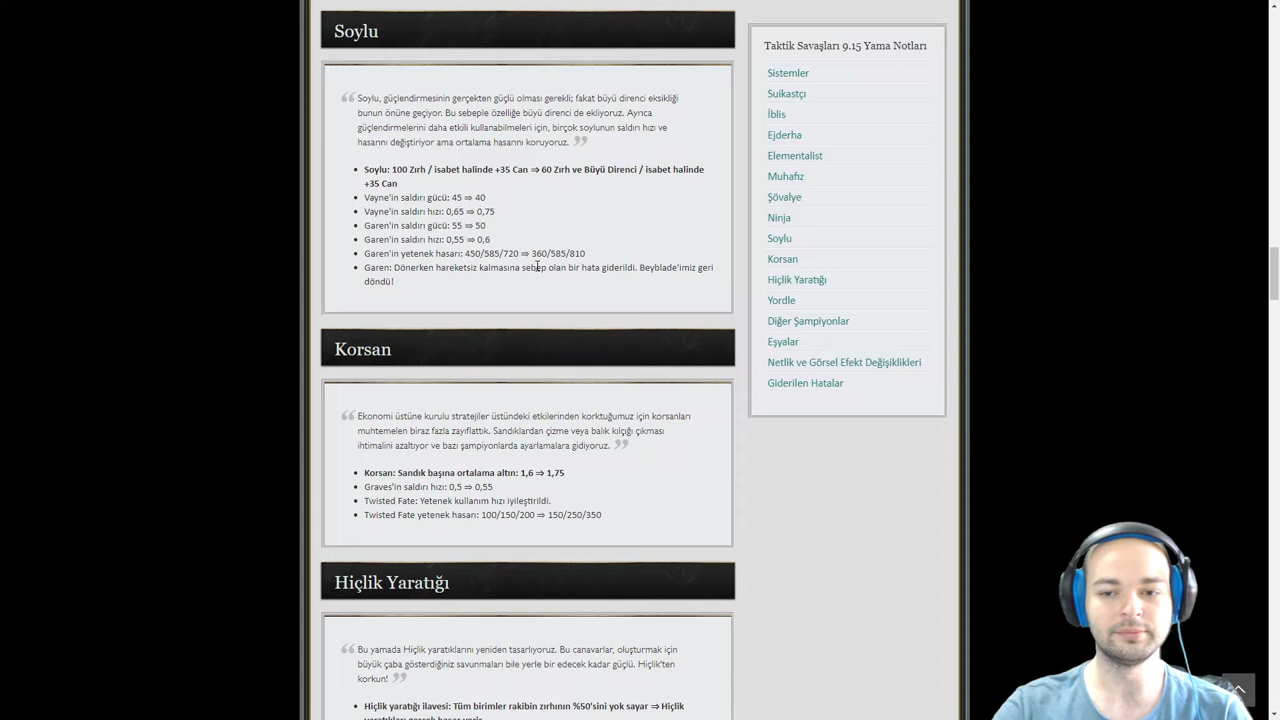 Soylu
Soylu, güçlendirmesinin gerçekten güçlü olması gerekli; fakat büyü direnci eksikliği
bunun önüne geçiyor. Bu sebeple özelliğe büyü direnci de ekliyoruz. Ayrıca
güçlendirmelerini daha etkili kullanabilmeleri için, birçok soylunun saldırı hızı ve
hasarını değiştiriyor ama ortalama hasarını koruyoruz.
• Soylu: 100 Zırh / isabet halinde +35 Can ⇒ 60 Zırh ve Büyü Direnci / isabet halinde
+35 Can
• Vayne'in saldırı gücü: 45 ⇒ 40
• Vayne'in saldırı hızı: 0,65 ⇒ 0,75
• Garen'in saldırı gücü: 55 ⇒ 50
• Garen'in saldırı hızı: 0,55 ⇒ 0,6
• Garen'in yetenek hasarı: 450/585/720 ⇒ 360/585/810
• Garen: Dönerken hareketsiz kalmasına sebep olan bir hata giderildi. Beyblade'imiz geri
döndü!
Korsan
Ekonomi üstüne kurulu stratejiler üstündeki etkilerinden korktuğumuz için korsanları
muhtemelen biraz fazla zayıflattık. Sandıklardan çizme veya balık kılçığı çıkması
ihtimalini azaltıyor ve bazı şampiyonlarda ayarlamalara gidiyoruz.
• Korsan: Sandık başına ortalama altın: 1,6 ⇒ 1,75
• Graves'in saldırı hızı: 0,5 ⇒ 0,55
• Twisted Fate: Yetenek kullanım hızı iyileştirildi.
• Twisted Fate yetenek hasarı: 100/150/200 ⇒ 150/250/350
Hiçlik Yaratığı
Bu yamada Hiçlik yaratıklarını yeniden tasarlıyoruz. Bu canavarlar, oluşturmak için
büyük çaba gösterdiğiniz savunmaları bile yerle bir edecek kadar güçlü. Hiçlik'ten
korkun!
• Hiçlik yaratığı ilavesi: Tüm birimler rakibin zırhının %50'sini yok sayar ⇒ Hiçlik
yaratıkları gerçek hasar verir.
Taktik Savaşları 9.15 Yama Notları
Sistemler
Suikastçı
İblis
Ejderha
Elementalist
Muhafız
Şövalye
Ninja
Soylu
Korsan
Hiçlik Yaratığı
Yordle
Diğer Şampiyonlar
Eşyalar
Netlik ve Görsel Efekt Değişiklikleri
Giderilen Hatalar